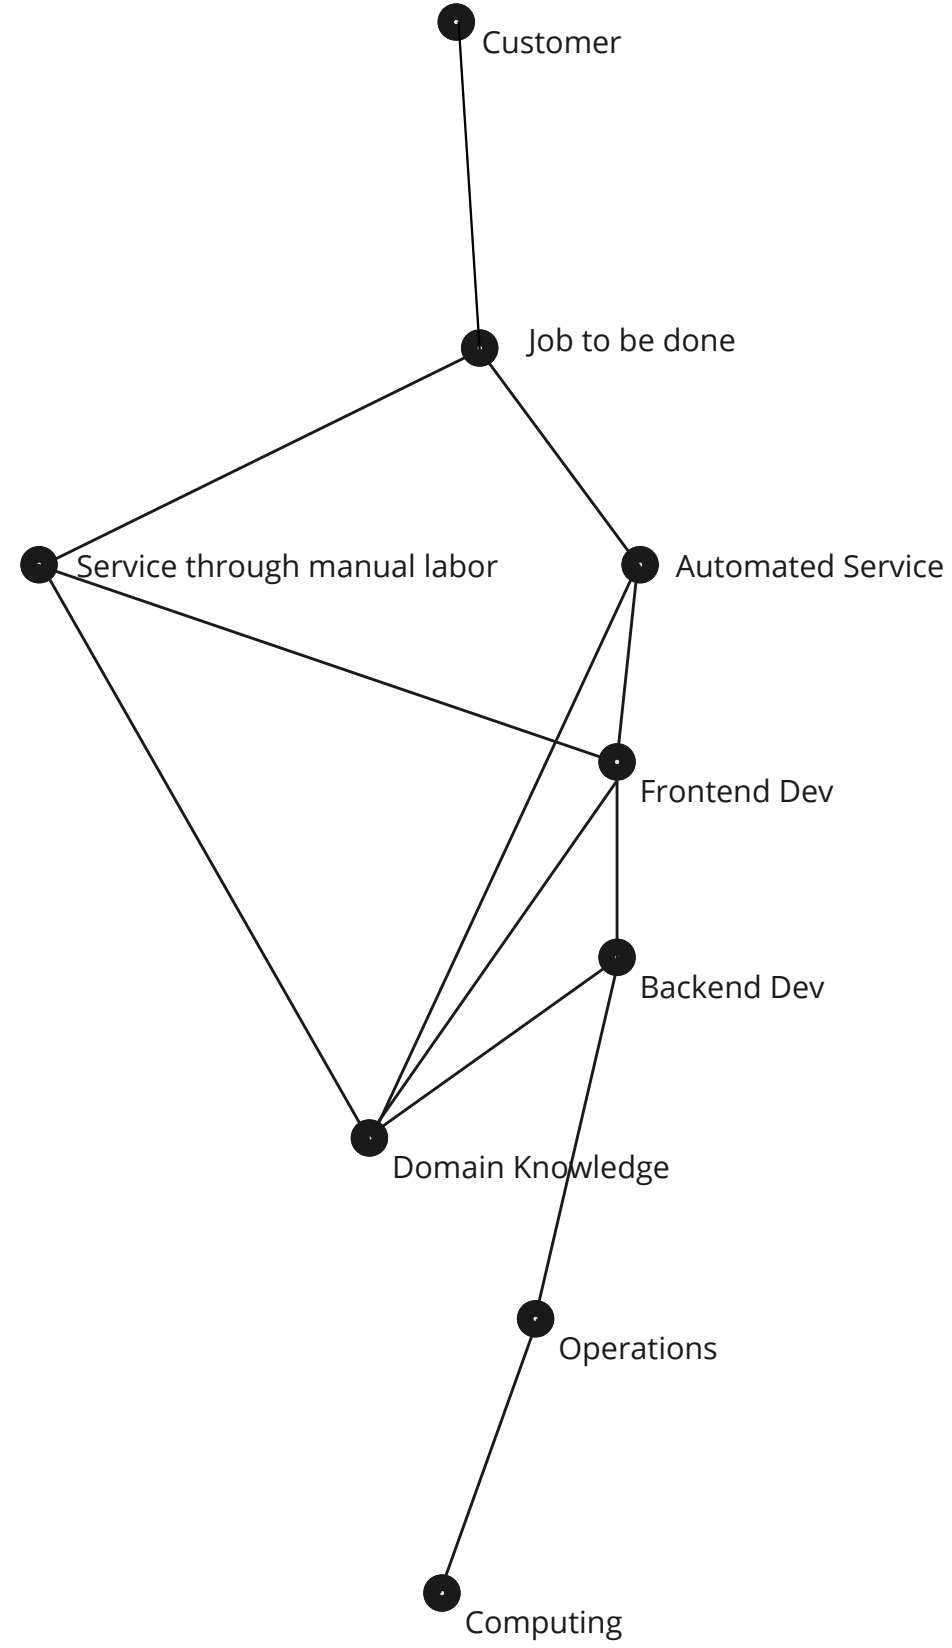 Customer
Job to be done
Service through manual labor
Automated Service
Frontend Dev
Backend Dev
Domain Knowledge
Operations
Computing